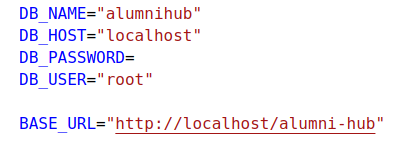 DB_NAME="alumnihub"
DB_HOST="localhost"
DB_PASSWORD=
DB_USER="root"
BASE_URL="http://localhost/alumni-hub"